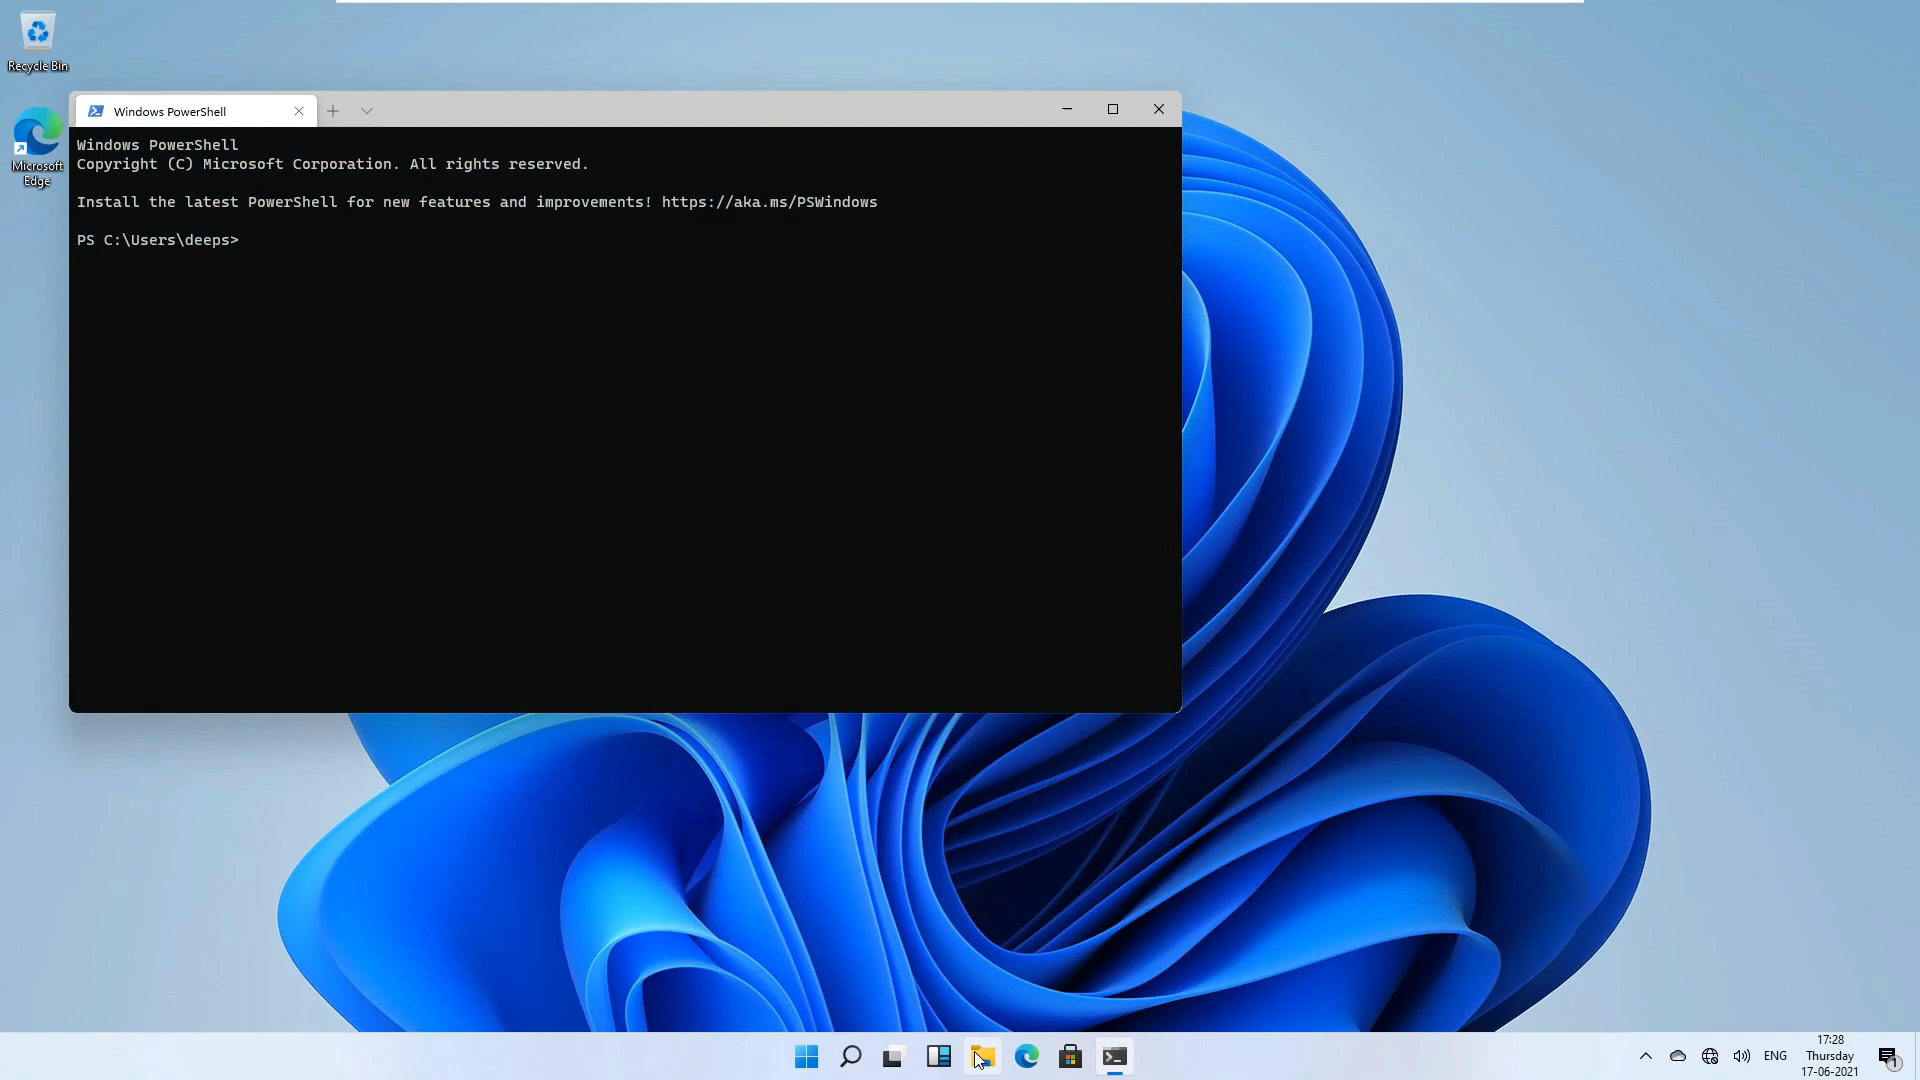 Recycle Bin
Microsoft
Edge
Windows PowerShell
Windows PowerShell
Copyright (C) Microsoft Corporation. All rights reserved.
Install the latest PowerShell for new features and improvements! https://aka.ms/PSWindows
PS C:\Users\deeps>
ENG
17:28
Thursday
17-06-2021
1